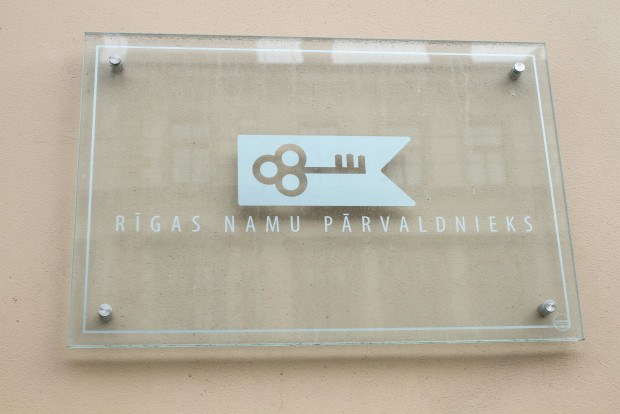 RĪGAS NAMU PĀRVALDNIEKS